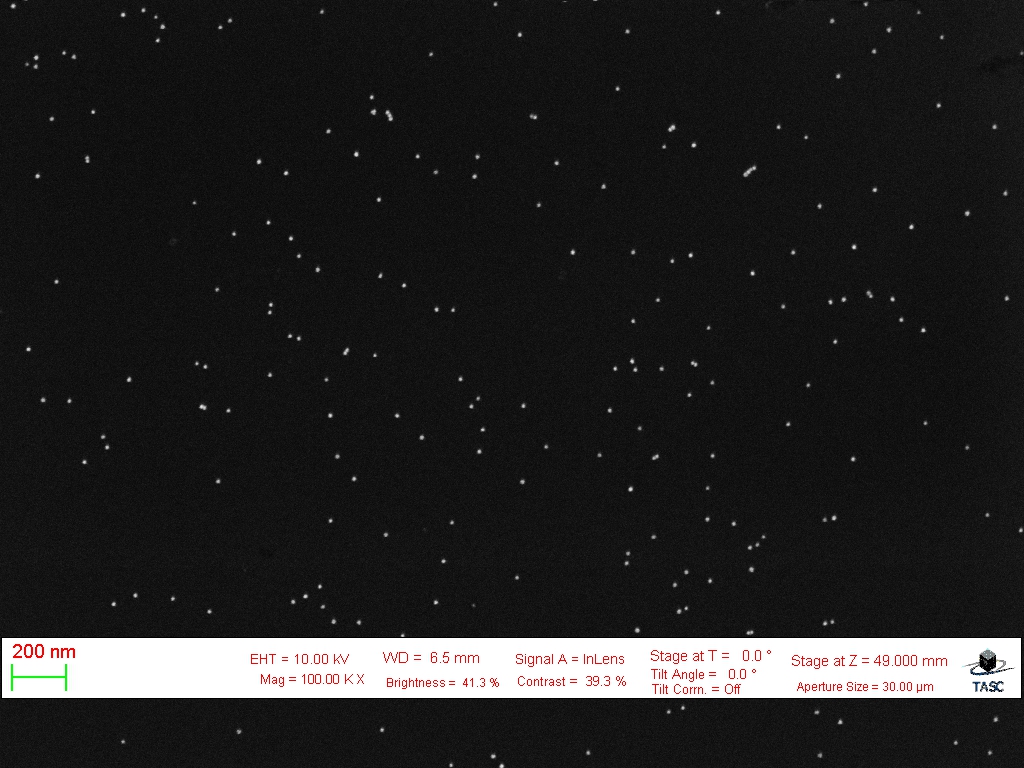 200 nm
EHT = 10.00 kV
Mag = 100.00 K X
WD = 6.5 mm
Brightness = 41.3 %
Signal A = InLens
Contrast = 39.3 %
Stage at T = 0.0 °
Tilt Angle = 0.0 °
Tilt Corrn. = Off
Stage at Z = 49.000 mm
Aperture Size = 30.00 µm
TASC